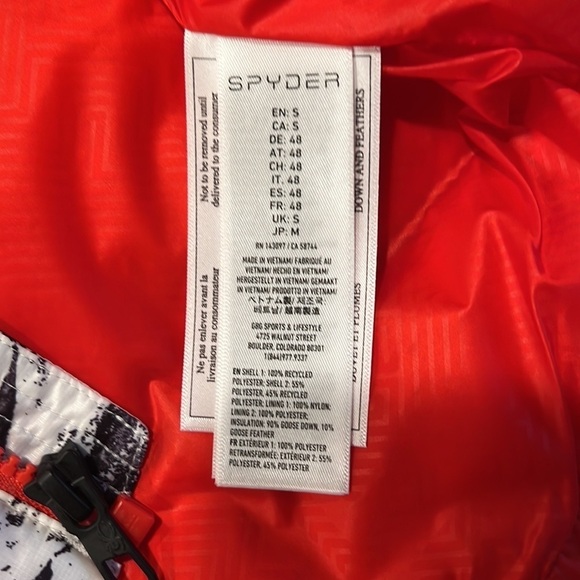 SPYDER
EN: S
CA: S
DE: 48
AT: 48
CH: 48
IT. 48
ES: 48
FR: 48
UK: S
JP: M
RN 143097 / CA 58744
MADE IN VIETNAM/ FABRIQUÉ AU
VIETNAM/ HECHO EN VIETNAM/
HERGESTELLT IN VIETNAM/ GEMAAKT
IN VIETNAM/ PRODOTTO IN VIETNAM/
ベトナム製/ 제조국:
베트남/ 越南製造
GBG SPORTS & LIFESTYLE
4725 WALNUT STREET
BOULDER, COLORADO 80301
1(844)977.9337
EN SHELL 1: 100% RECYCLED
POLYESTER; SHELL 2: 55%
POLYESTER, 45% RECYCLED
POLYESTER; LINING 1: 100% NYLON;
LINING 2: 100% POLYESTER;
INSULATION: 90% GOOSE DOWN, 10%
GOOSE FEATHER
FR EXTÉRIEUR 1: 100% POLYESTER
RETRANSFORMÉE; EXTÉRIEUR 2: 55%
POLYESTER, 45% POLYESTER
Not to be removed until
delivered to the consumer
Ne pas enlever avant la
livraison au consommateur
DOWN AND FEATHERS
DUVET ET PLUMES